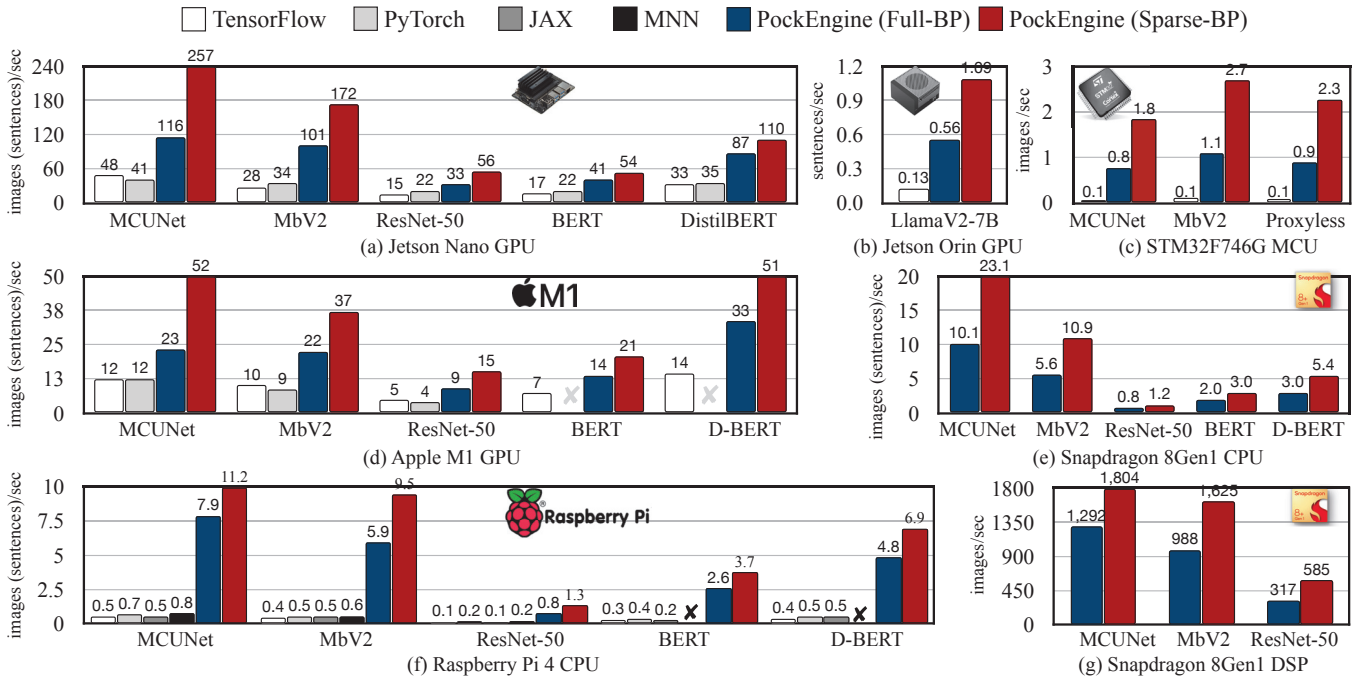 TensorFlow PyTorch JAX MNN PockEngine (Full-BP) PockEngine (Sparse-BP)
images (sentences)/sec
240
180
120
60
0
48 41 116 257
28 34 101 172
15 22 33 56
17 22 41 54
33 35 87 110
MCUNet MbV2 ResNet-50 BERT DistilBERT
(a) Jetson Nano GPU
sentences/sec
1.2
0.9
0.6
0.3
0.0
0.13 0.56 1.09
LlamaV2-7B
(b) Jetson Orin GPU
images /sec
3
2
1
0
STM32
Cortex
0.1 0.8 1.8
0.1 1.1 2.7
0.1 0.9 2.3
MCUNet MbV2 Proxyless
(c) STM32F746G MCU
images (sentences)/sec
50
38
25
13
0
M1
12 12 23 52
10 9 22 37
5 4 9 15
7 ✘ 14 21
14 ✘ 33 51
MCUNet MbV2 ResNet-50 BERT D-BERT
(d) Apple M1 GPU
images (sentences)/sec
20
15
10
5
0
Snapdragon
8+
Gen1
10.1 23.1
5.6 10.9
0.8 1.2
2.0 3.0
3.0 5.4
MCUNet MbV2 ResNet-50 BERT D-BERT
(e) Snapdragon 8Gen1 CPU
images (sentences)/sec
10
7.5
5
2.5
0
Raspberry Pi
0.5 0.7 0.5 0.8 7.9 11.2
0.4 0.5 0.5 0.6 5.9 9.5
0.1 0.2 0.1 0.2 0.8 1.3
0.3 0.4 0.2 ✘ 2.6 3.7
0.4 0.5 0.5 ✘ 4.8 6.9
MCUNet MbV2 ResNet-50 BERT D-BERT
(f) Raspberry Pi 4 CPU
images/sec
1800
1350
900
450
0
Snapdragon
8+
Gen1
1,292 1,804
988 1,625
317 585
MCUNet MbV2 ResNet-50
(g) Snapdragon 8Gen1 DSP